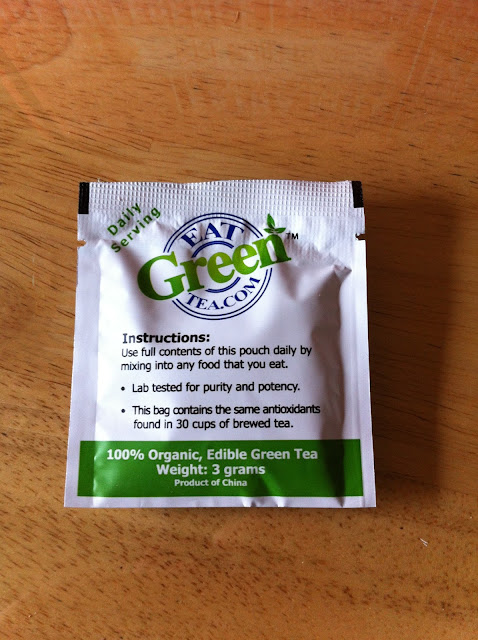 Daily
Serving
EAT
Green™
TEA.COM
Instructions:
Use full contents of this pouch daily by
mixing into any food that you eat.
• Lab tested for purity and potency.
• This bag contains the same antioxidants
found in 30 cups of brewed tea.
100% Organic, Edible Green Tea
Weight: 3 grams
Product of China